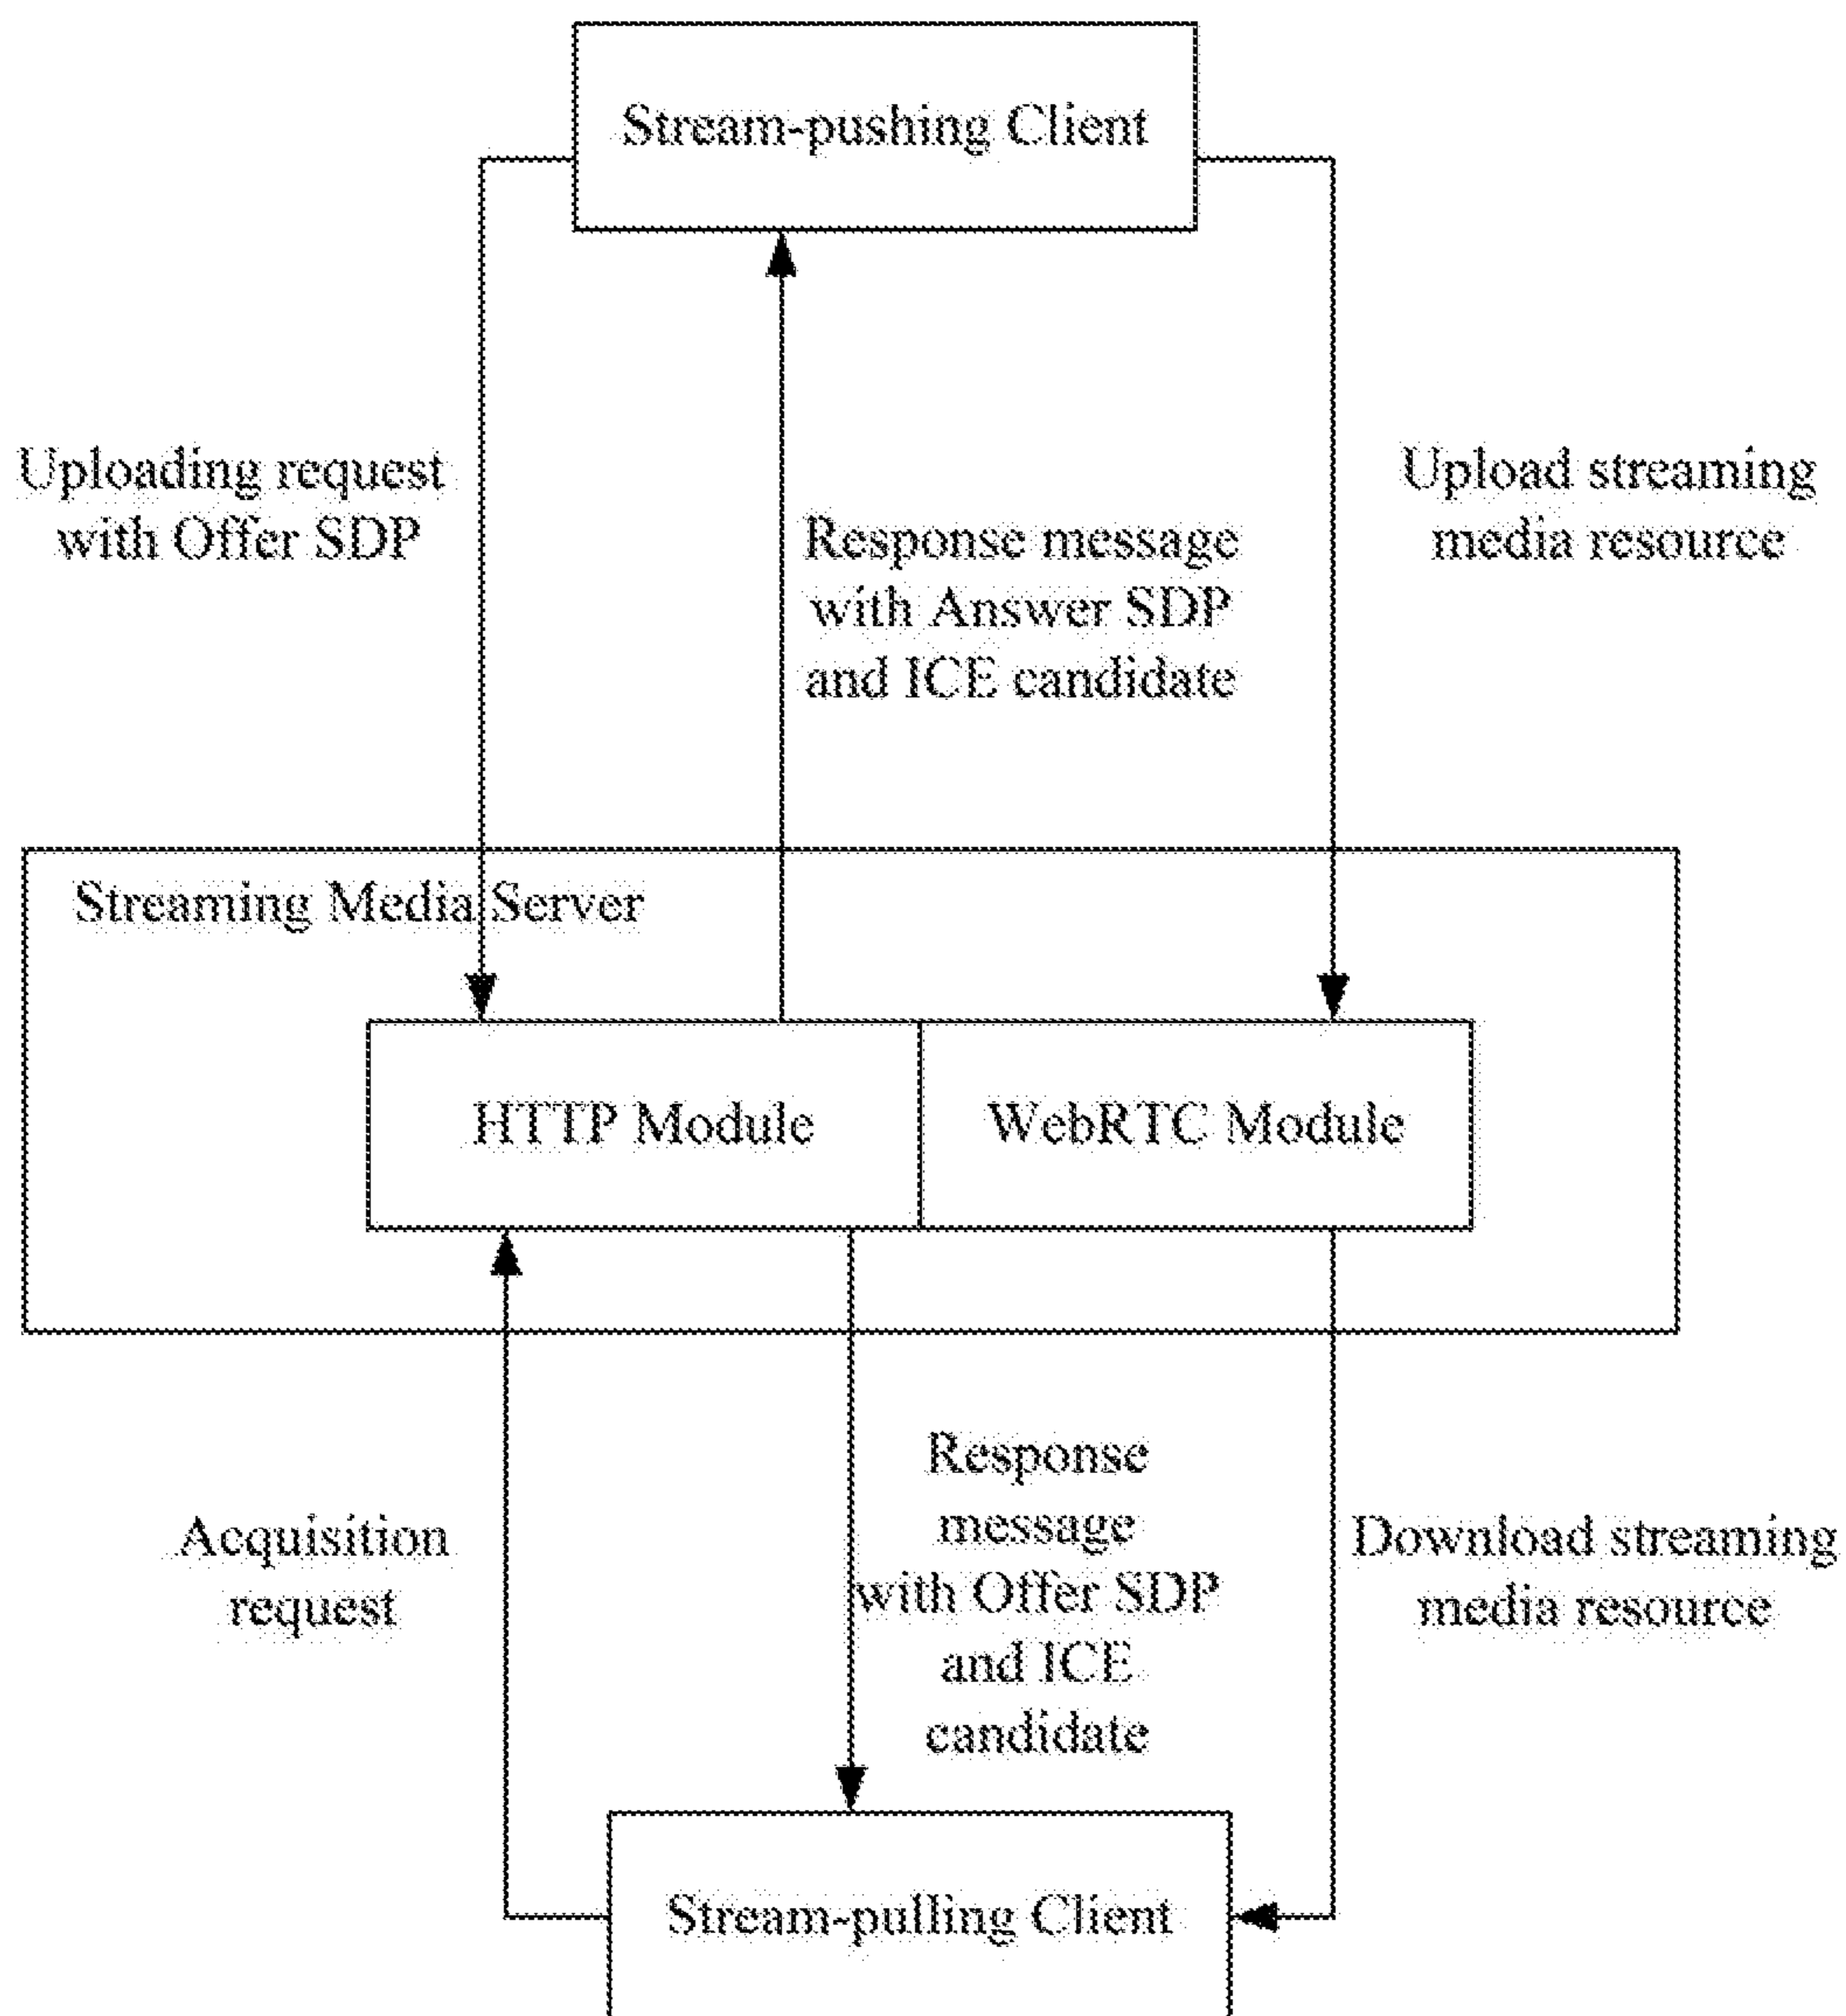 Stream-pushing Client
Uploading request
with Offer SDP
Response message
with Answer SDP
and ICE candidate
Upload streaming
media resource
Streaming Media Server
HTTP Module
WebRTC Module
Acquisition
request
Response
message
with Offer SDP
and ICE
candidate
Download streaming
media resource
Stream-pulling Client